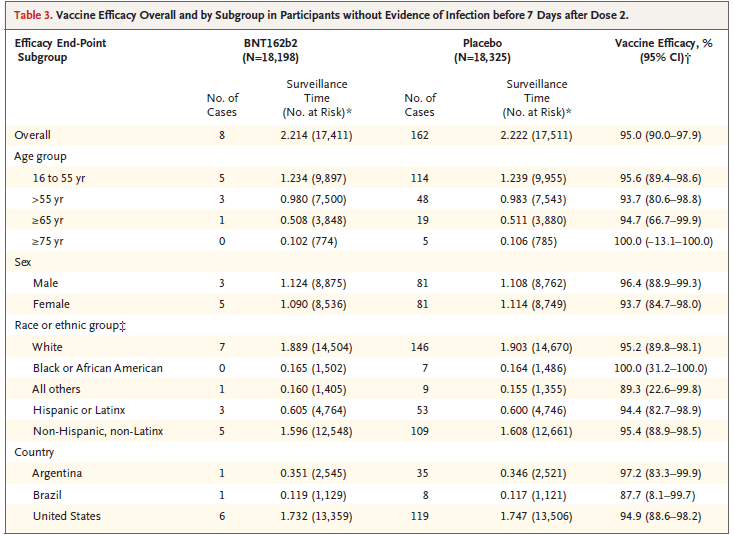 Table 3. Vaccine Efficacy Overall and by Subgroup in Participants without Evidence of Infection before 7 Days after Dose 2.
Efficacy End-Point Subgroup BNT162b2 (N=18,198) Placebo (N=18,325) Vaccine Efficacy, % (95% CI)†
No. of Cases Surveillance Time (No. at Risk)* No. of Cases Surveillance Time (No. at Risk)*
Overall 8 2.214 (17,411) 162 2.222 (17,511) 95.0 (90.0–97.9)
Age group
16 to 55 yr 5 1.234 (9,897) 114 1.239 (9,955) 95.6 (89.4–98.6)
>55 yr 3 0.980 (7,500) 48 0.983 (7,543) 93.7 (80.6–98.8)
≥65 yr 1 0.508 (3,848) 19 0.511 (3,880) 94.7 (66.7–99.9)
≥75 yr 0 0.102 (774) 5 0.106 (785) 100.0 (−13.1–100.0)
Sex
Male 3 1.124 (8,875) 81 1.108 (8,762) 96.4 (88.9–99.3)
Female 5 1.090 (8,536) 81 1.114 (8,749) 93.7 (84.7–98.0)
Race or ethnic group‡
White 7 1.889 (14,504) 146 1.903 (14,670) 95.2 (89.8–98.1)
Black or African American 0 0.165 (1,502) 7 0.164 (1,486) 100.0 (31.2–100.0)
All others 1 0.160 (1,405) 9 0.155 (1,355) 89.3 (22.6–99.8)
Hispanic or Latinx 3 0.605 (4,764) 53 0.600 (4,746) 94.4 (82.7–98.9)
Non-Hispanic, non-Latinx 5 1.596 (12,548) 109 1.608 (12,661) 95.4 (88.9–98.5)
Country
Argentina 1 0.351 (2,545) 35 0.346 (2,521) 97.2 (83.3–99.9)
Brazil 1 0.119 (1,129) 8 0.117 (1,121) 87.7 (8.1–99.7)
United States 6 1.732 (13,359) 119 1.747 (13,506) 94.9 (88.6–98.2)